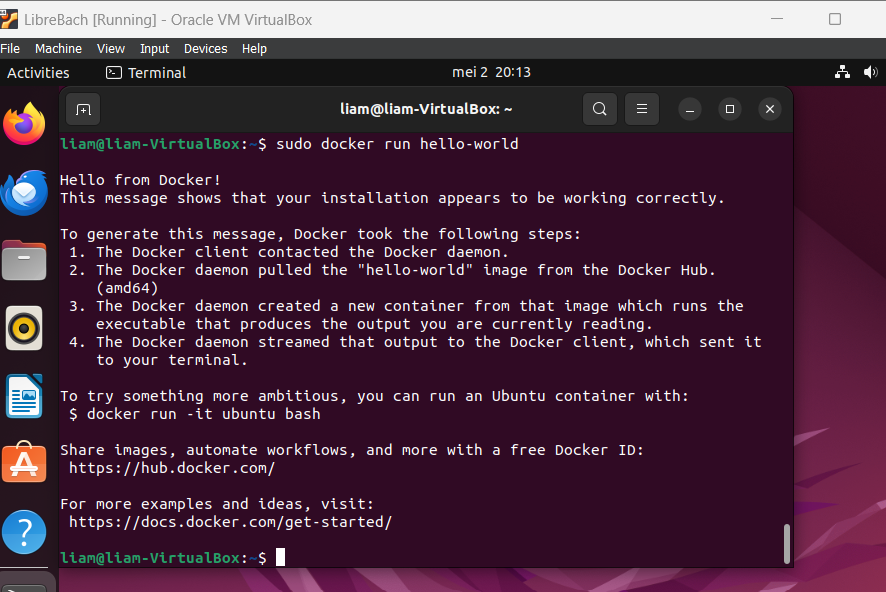 LibreBach [Running] - Oracle VM VirtualBox
File Machine View Input Devices Help
Activities Terminal mei 2 20:13
liam@liam-VirtualBox: ~
liam@liam-VirtualBox:~$ sudo docker run hello-world
Hello from Docker!
This message shows that your installation appears to be working correctly.
To generate this message, Docker took the following steps:
1. The Docker client contacted the Docker daemon.
2. The Docker daemon pulled the "hello-world" image from the Docker Hub.
(amd64)
3. The Docker daemon created a new container from that image which runs the
executable that produces the output you are currently reading.
4. The Docker daemon streamed that output to the Docker client, which sent it
to your terminal.
To try something more ambitious, you can run an Ubuntu container with:
$ docker run -it ubuntu bash
Share images, automate workflows, and more with a free Docker ID:
https://hub.docker.com/
For more examples and ideas, visit:
https://docs.docker.com/get-started/
liam@liam-VirtualBox:~$